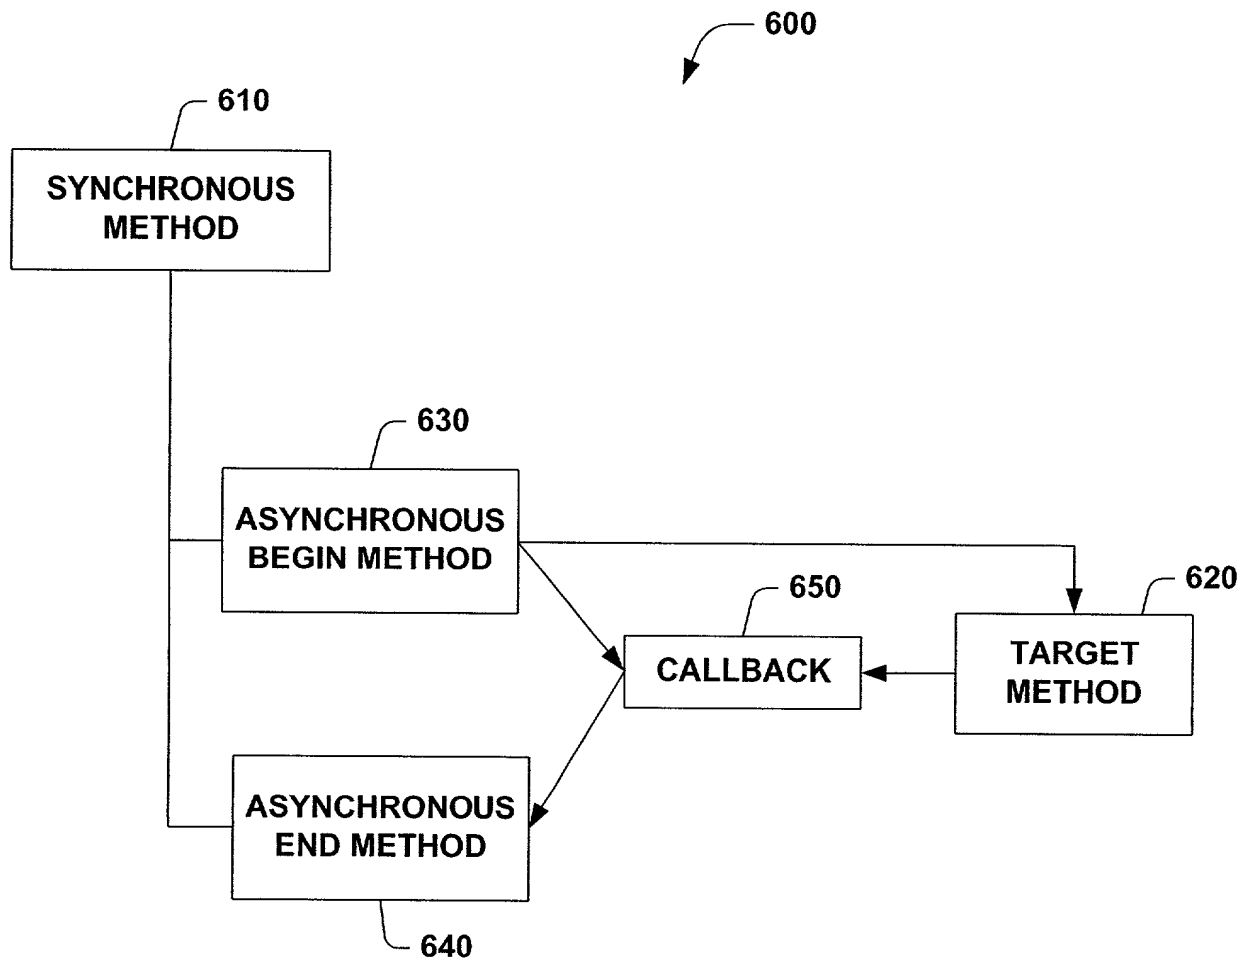 600
610
SYNCHRONOUS
METHOD
630
ASYNCHRONOUS
BEGIN METHOD
650
CALLBACK
620
TARGET
METHOD
ASYNCHRONOUS
END METHOD
640